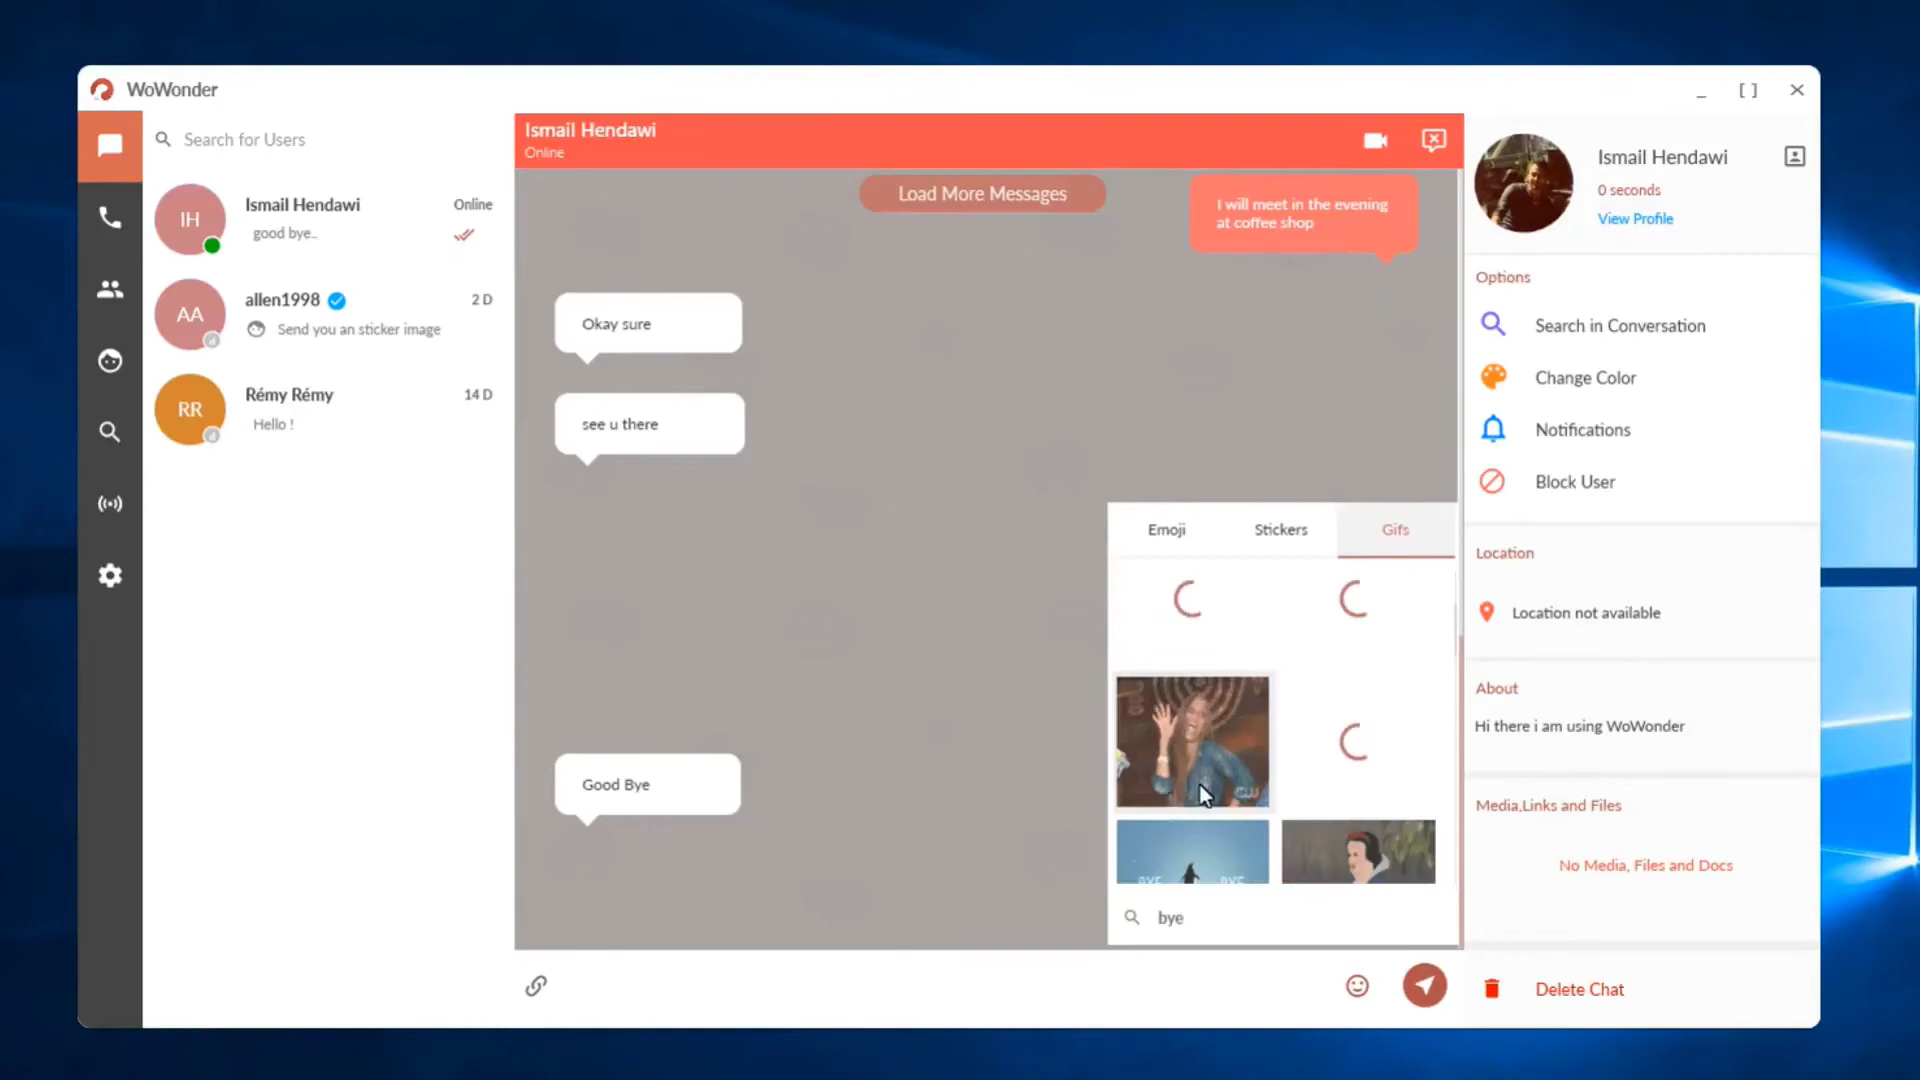 WoWonder
Search for Users
IH
Ismail Hendawi
Online
good bye..
AA
allen1998
2 D
Send you an sticker image
RR
Rémy Rémy
14 D
Hello !
Ismail Hendawi
Online
Load More Messages
I will meet in the evening
at coffee shop
Okay sure
see u there
Good Bye
Emoji
Stickers
Gifs
BYE
BYE
bye
Ismail Hendawi
0 seconds
View Profile
Options
Search in Conversation
Change Color
Notifications
Block User
Location
Location not available
About
Hi there i am using WoWonder
Media,Links and Files
No Media, Files and Docs
Delete Chat